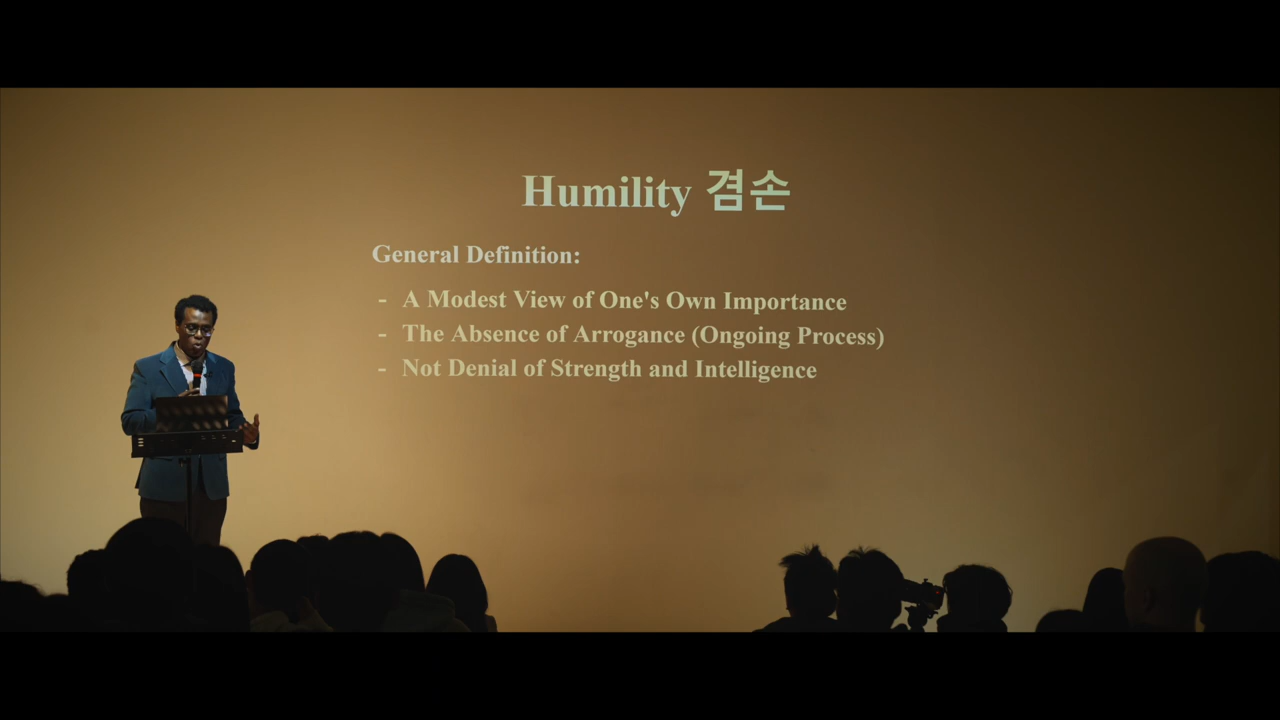 Humility 겸손
General Definition:
- A Modest View of One's Own Importance
- The Absence of Arrogance (Ongoing Process)
- Not Denial of Strength and Intelligence